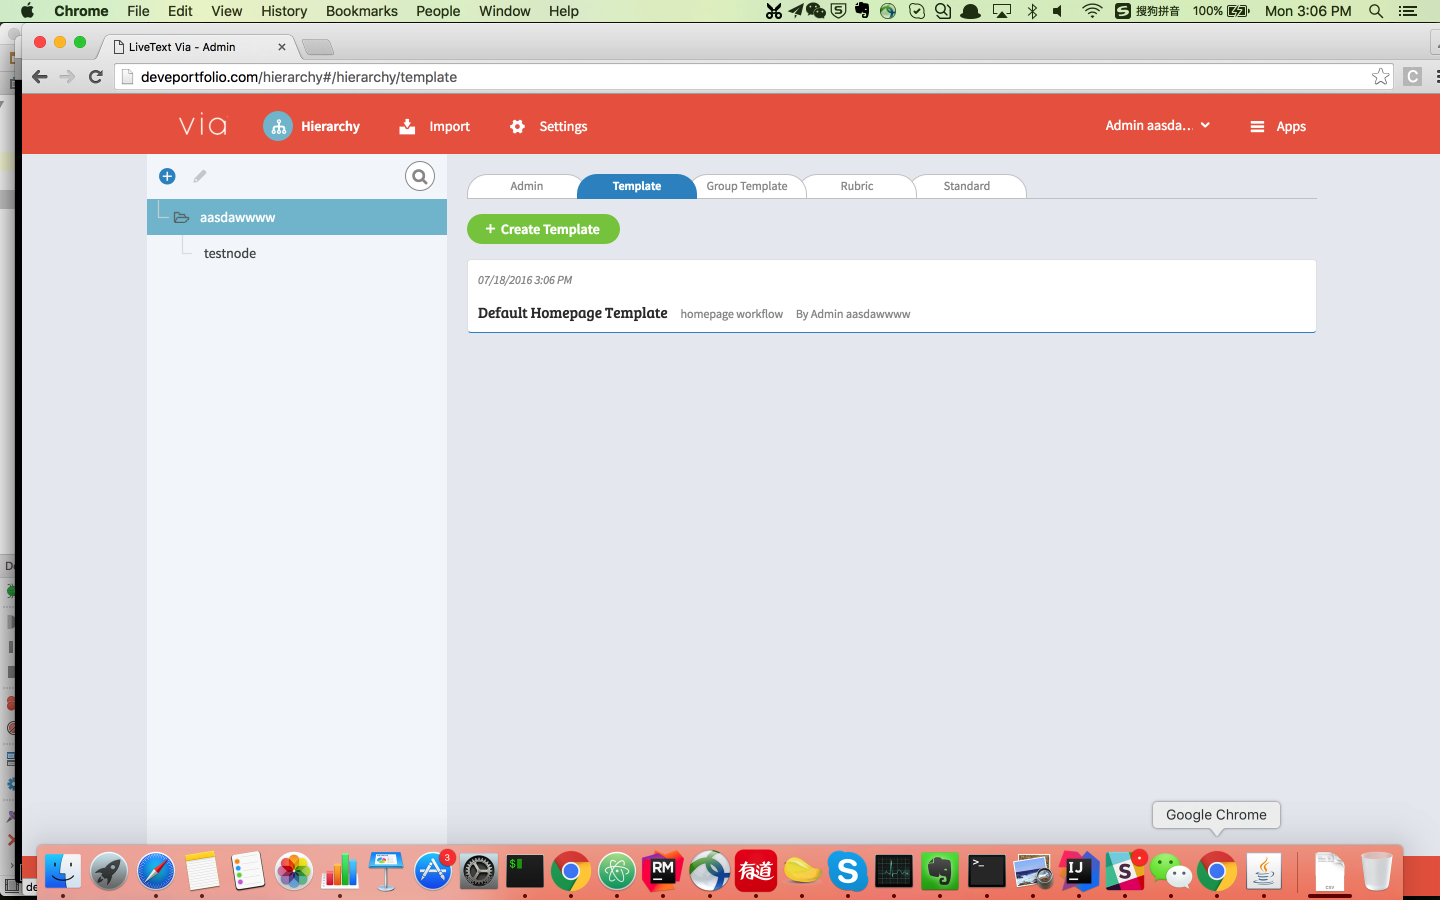 Chrome File Edit View History Bookmarks People Window Help 搜狗拼音 100% Mon 3:06 PM
LiveText Via - Admin
deveportfolio.com/hierarchy#/hierarchy/template
via Hierarchy Import Settings Admin aasda... Apps
Admin Template Group Template Rubric Standard
aasdawwww
+ Create Template
testnode
07/18/2016 3:06 PM
Default Homepage Template homepage workflow By Admin aasdawwww
Google Chrome
3
$
RM
有道
>_
IJ
CSV
de